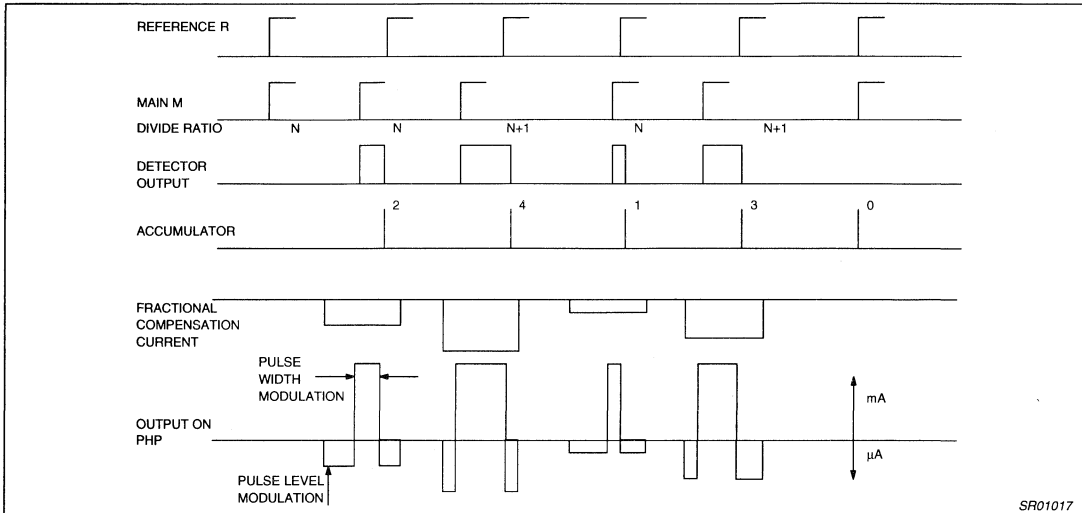 REFERENCE R
MAIN M
DIVIDE RATIO
N
N
N+1
N
N+1
DETECTOR
OUTPUT
2
4
1
3
0
ACCUMULATOR
FRACTIONAL
COMPENSATION
CURRENT
PULSE
WIDTH
MODULATION
mA
OUTPUT ON
PHP
µA
PULSE LEVEL
MODULATION
SR01017